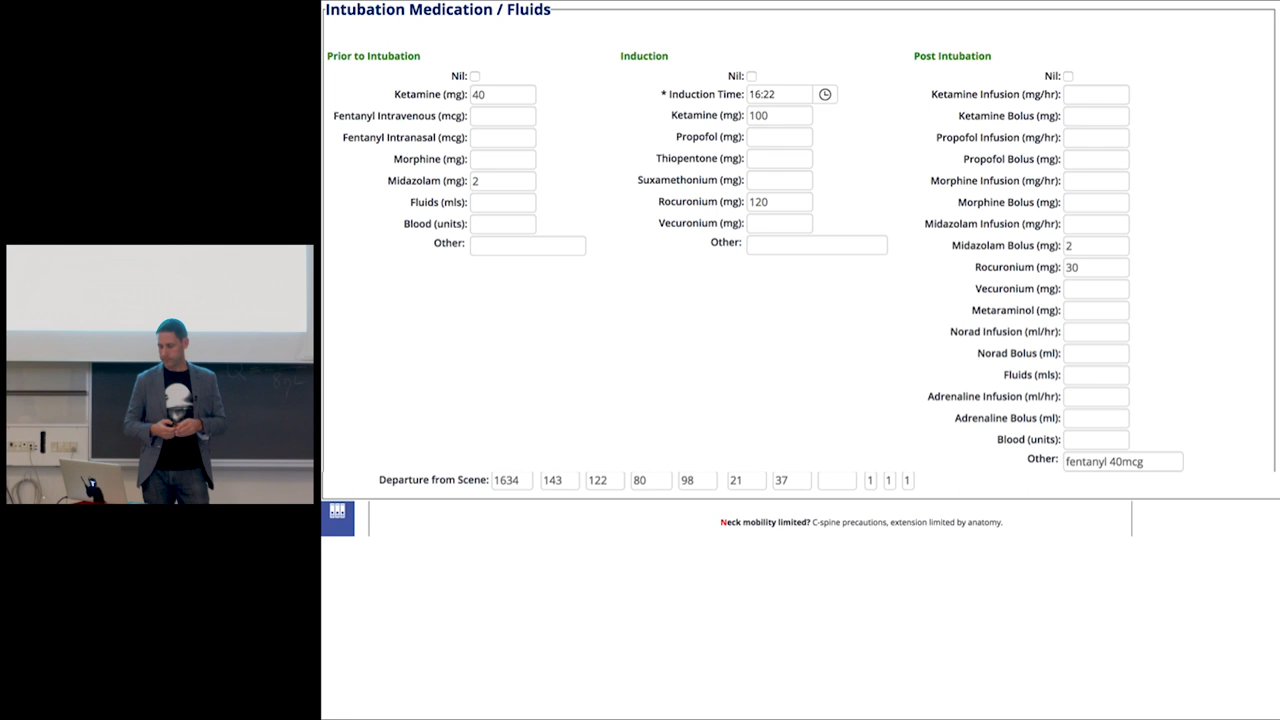 Intubation Medication / Fluids
Prior to Intubation
Nil:
Ketamine (mg): 40
Fentanyl Intravenous (mcg):
Fentanyl Intranasal (mcg):
Morphine (mg):
Midazolam (mg): 2
Fluids (mls):
Blood (units):
Other:
Induction
Nil:
* Induction Time: 16:22
Ketamine (mg): 100
Propofol (mg):
Thiopentone (mg):
Suxamethonium (mg):
Rocuronium (mg): 120
Vecuronium (mg):
Other:
Post Intubation
Nil:
Ketamine Infusion (mg/hr):
Ketamine Bolus (mg):
Propofol Infusion (mg/hr):
Propofol Bolus (mg):
Morphine Infusion (mg/hr):
Morphine Bolus (mg):
Midazolam Infusion (mg/hr):
Midazolam Bolus (mg): 2
Rocuronium (mg): 30
Vecuronium (mg):
Metaraminol (mg):
Norad Infusion (ml/hr):
Norad Bolus (ml):
Fluids (mls):
Adrenaline Infusion (ml/hr):
Adrenaline Bolus (ml):
Blood (units):
Other: fentanyl 40mcg
Departure from Scene: 1634 143 122 80 98 21 37 1 1 1
Neck mobility limited? C-spine precautions, extension limited by anatomy.